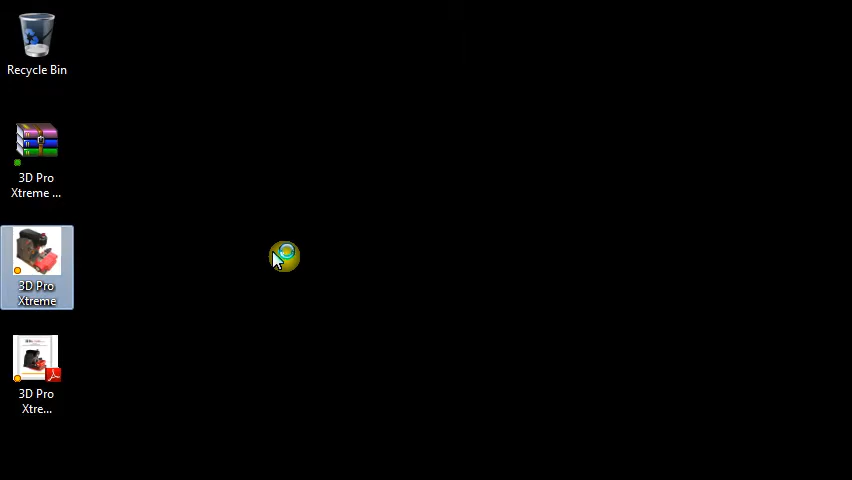 Recycle Bin
3D Pro
Xtreme ...
3D Pro
Xtreme
3D Pro
Xtre...